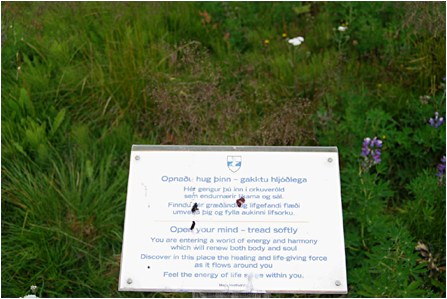 Opnaðu hug þinn - gakktu hljóðlega
Hér gengur þú inn í orkuveröld
sem endurnærir líkama og sál.
Finndu græðandi og lífgefandi flæði
umvefja þig og fylla aukinni lífsorku.
Open your mind - tread softly
You are entering a world of energy and harmony
which will renew both body and soul
Discover in this place the healing and life-giving force
as it flows around you
Feel the energy of life within you.